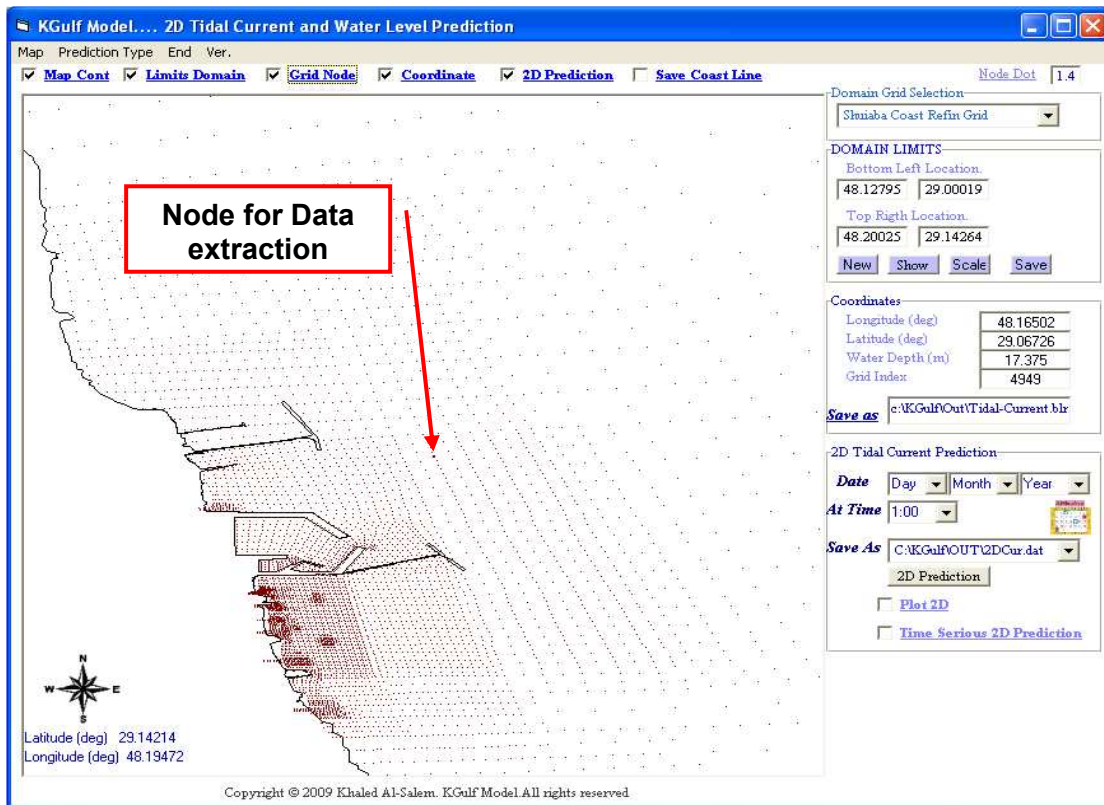 KGulf Model.... 2D Tidal Current and Water Level Prediction
Map Prediction Type End Ver.
Map Cont Limits Domain Grid Node Coordinate 2D Prediction Save Coast Line Node Dot 1.4
Node for Data
extraction
N
W E
S
Latitude (deg) 29.14214
Longitude (deg) 48.19472
Domain Grid Selection
Shuiaba Coast Refin Grid
DOMAIN LIMITS
Bottom Left Location.
48.12795 29.00019
Top Rigth Location.
48.20025 29.14264
New Show Scale Save
Coordinates
Longitude (deg) 48.16502
Latitude (deg) 29.06726
Water Depth (m) 17.375
Grid Index 4949
Save as c:\KGulf\Out\Tidal-Current.blr
2D Tidal Current Prediction
Date Day Month Year
At Time 1:00
Save As C:\KGulf\OUT\2DCur.dat
2D Prediction
Plot 2D
Time Serious 2D Prediction
Copyright © 2009 Khaled Al-Salem. KGulf Model.All rights reserved